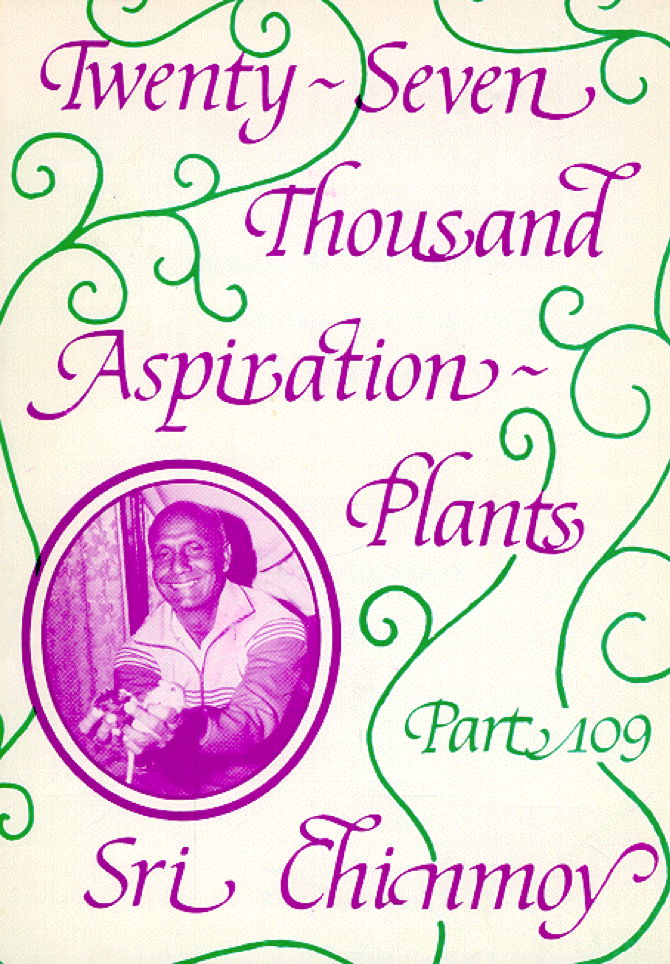 Twenty~Seven
Thousand
Aspiration~
Plants
Part 109
Sri Chinmoy